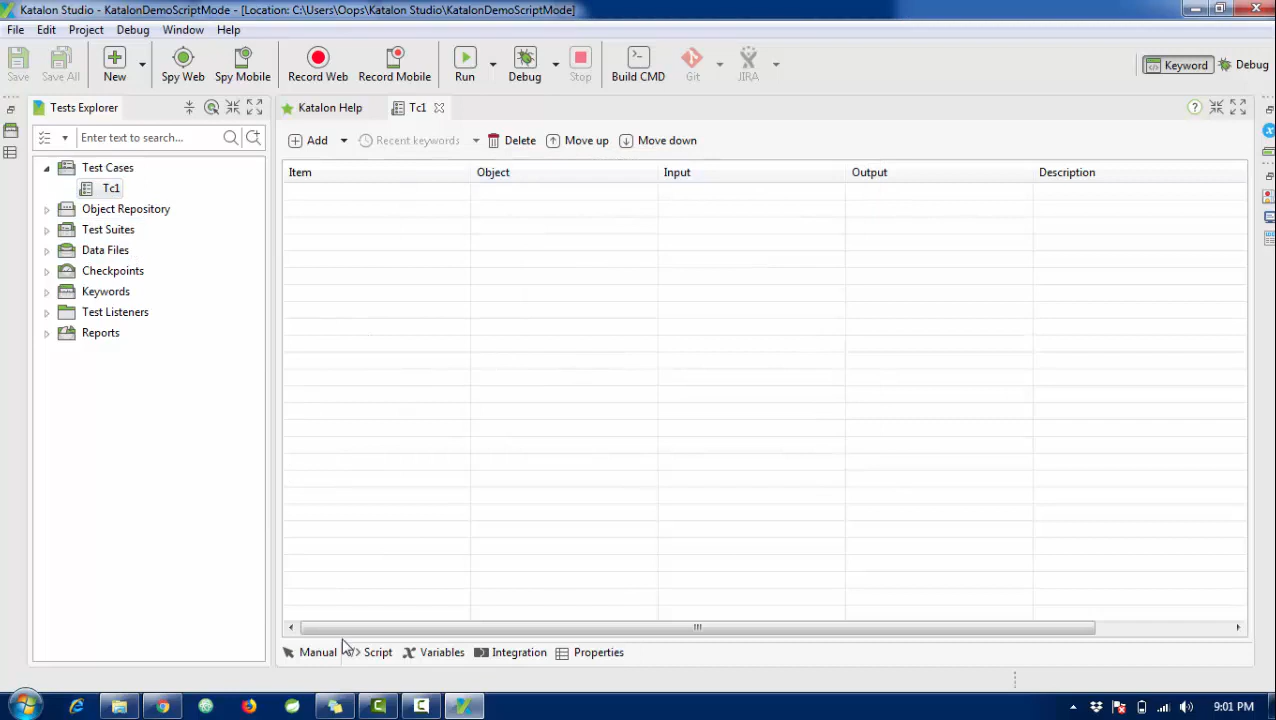 Katalon Studio - KatalonDemoScriptMode - [Location: C:\Users\Oops\Katalon Studio\KatalonDemoScriptMode]
File Edit Project Debug Window Help
Save Save All New Spy Web Spy Mobile Record Web Record Mobile Run Debug Stop Build CMD Git JIRA Keyword Debug
Tests Explorer
Katalon Help Tc1
Enter text to search...
Add Recent keywords Delete Move up Move down
Item Object Input Output Description
Test Cases
Tc1
Object Repository
Test Suites
Data Files
Checkpoints
Keywords
Test Listeners
Reports
Manual Script Variables Integration Properties
9:01 PM